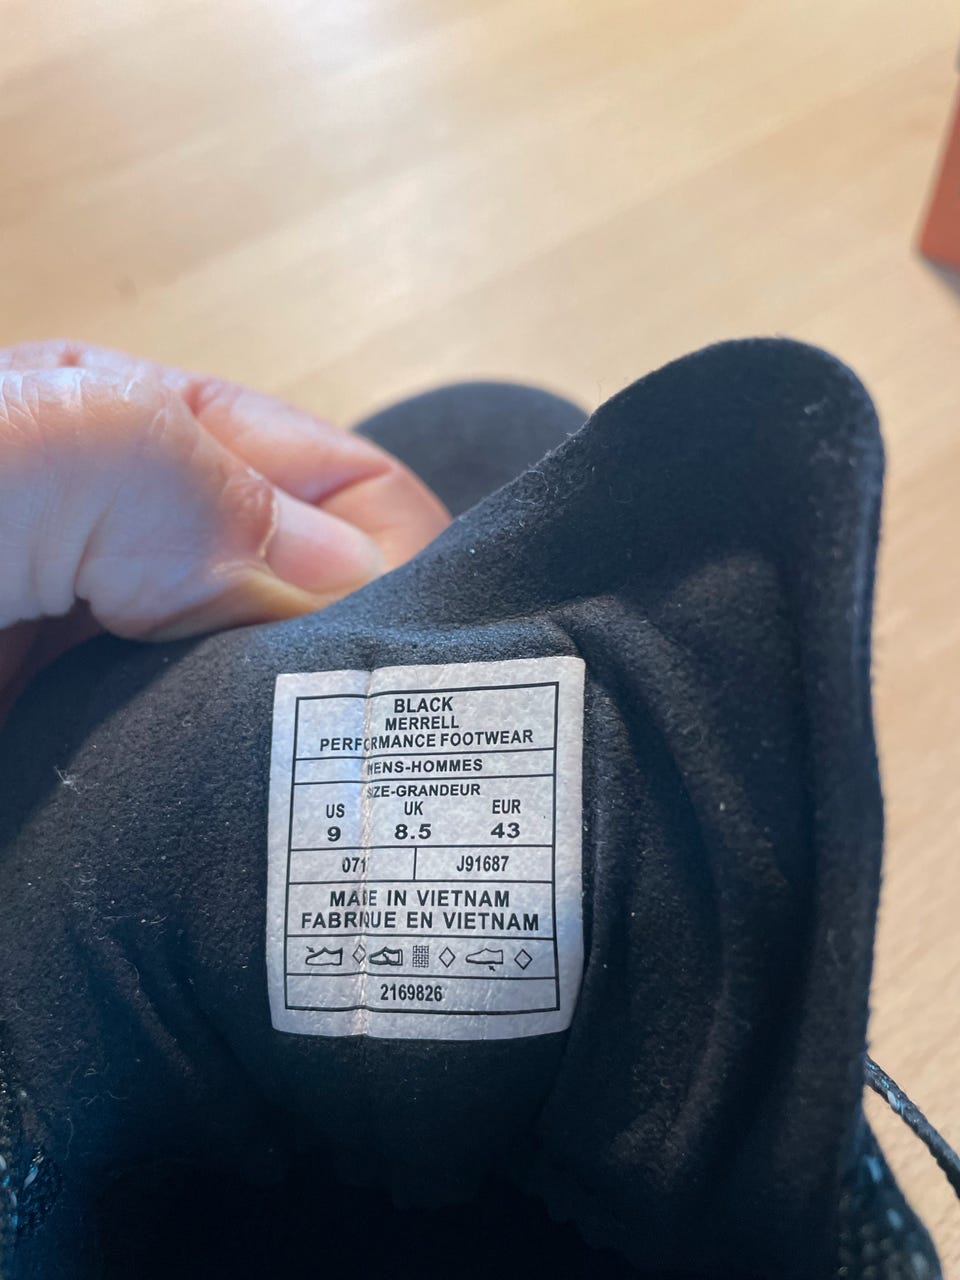 BLACK
MERRELL
PERFORMANCE FOOTWEAR
MENS-HOMMES
SIZE-GRANDEUR
US UK EUR
9 8.5 43
J91687
MADE IN VIETNAM
FABRIQUE EN VIETNAM
2169826